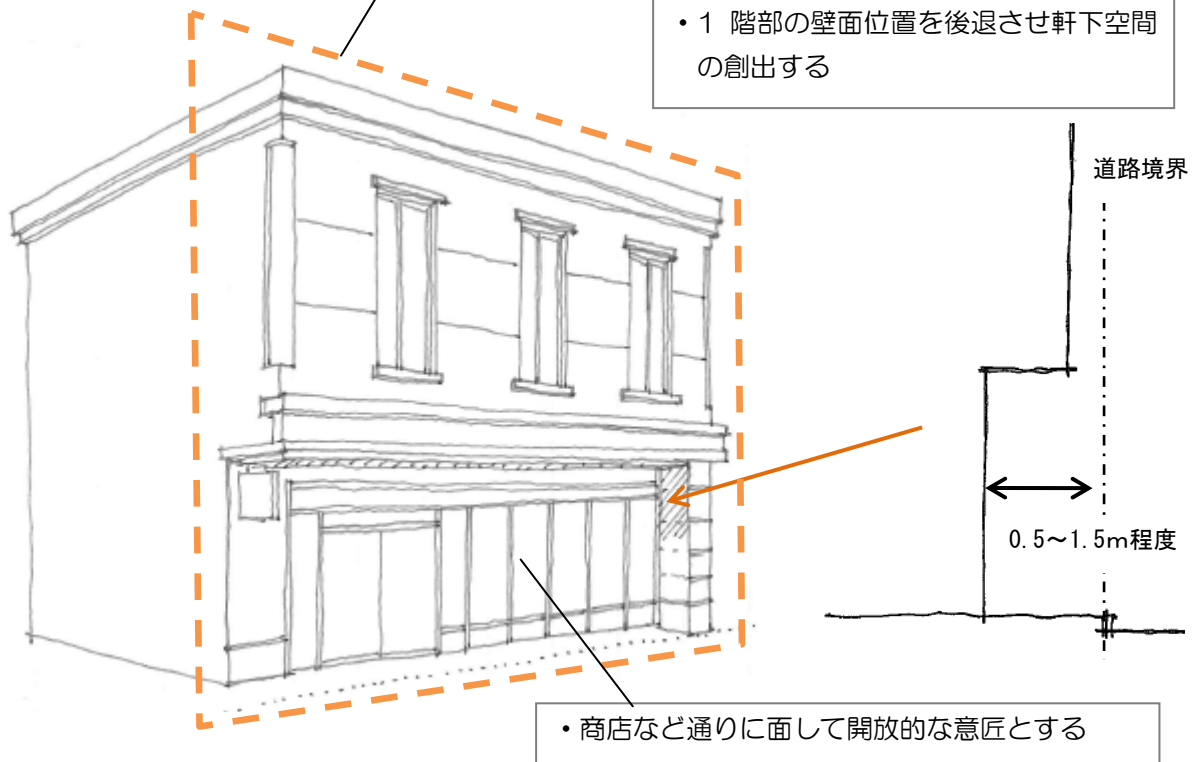 ・1 階部の壁面位置を後退させ軒下空間
の創出する
道路境界
0.5～1.5m程度
・商店など通りに面して開放的な意匠とする